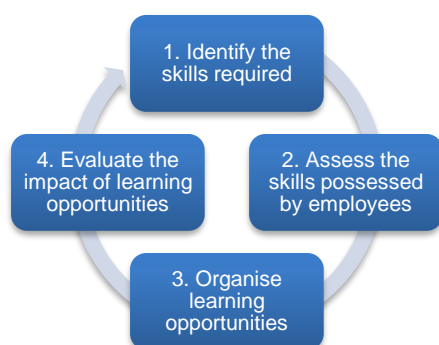 1. Identify the
skills required
2. Assess the
skills possessed
by employees
3. Organise
learning
opportunities
4. Evaluate the
impact of learning
opportunities